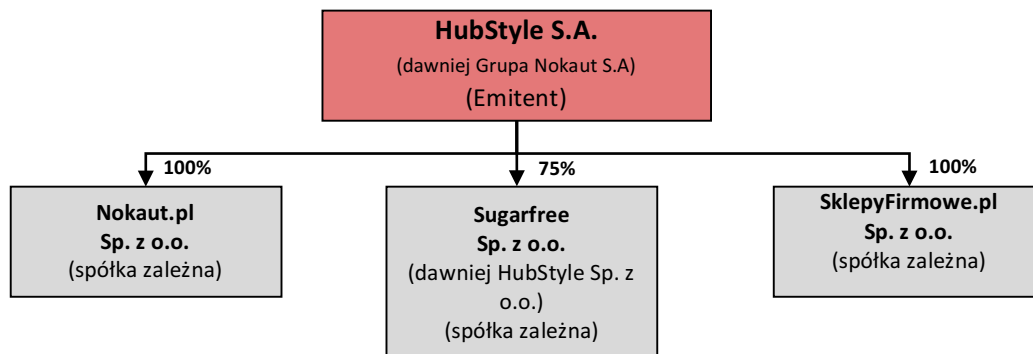 HubStyle S.A.
(dawniej Grupa Nokaut S.A)
(Emitent)
100%
75%
100%
Nokaut.pl
Sp. z o.o.
(spółka zależna)
Sugarfree
Sp. z o.o.
(dawniej HubStyle Sp. z
o.o.)
(spółka zależna)
SklepyFirmowe.pl
Sp. z o.o.
(spółka zależna)